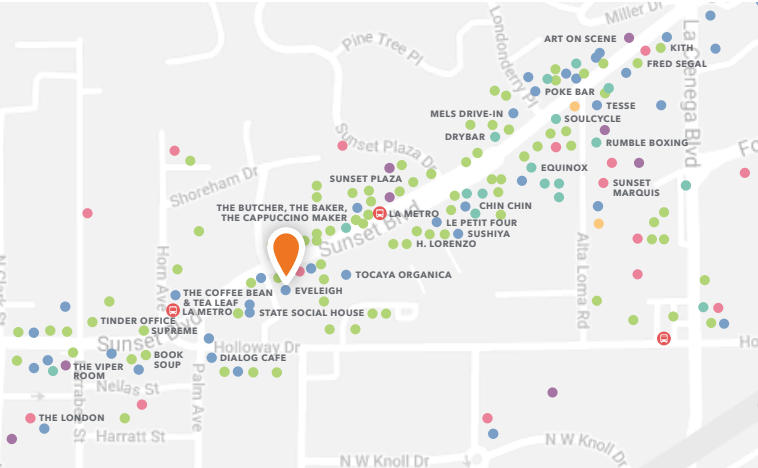 Miller Dr
ART ON SCENE
KITH
Pine Tree Pl
Londonderry Pl
La Cienega Blvd
FRED SEGAL
POKE BAR
TESSE
MELS DRIVE-IN
SOULCYCLE
DRYBAR
RUMBLE BOXING
Fo
Sunset Plaza Dr
EQUINOX
Shoreham Dr
SUNSET PLAZA
SUNSET
MARQUIS
THE BUTCHER, THE BAKER,
THE CAPPUCCINO MAKER
LA METRO
CHIN CHIN
LE PETIT FOUR
SUSHIYA
Sunset Blvd
H. LORENZO
Horn Ave
Alta Loma Rd
TOCAYA ORGANICA
THE COFFEE BEAN
& TEA LEAF
EVELEIGH
LA METRO
STATE SOCIAL HOUSE
TINDER OFFICE
SUPREME
Sunset Blvd
Holloway Dr
Ho
BOOK
SOUP
DIALOG CAFE
THE VIPER
ROOM
Nellas St
Palm Ave
THE LONDON
Harratt St
N W Knoll Dr
N W Knoll Dr